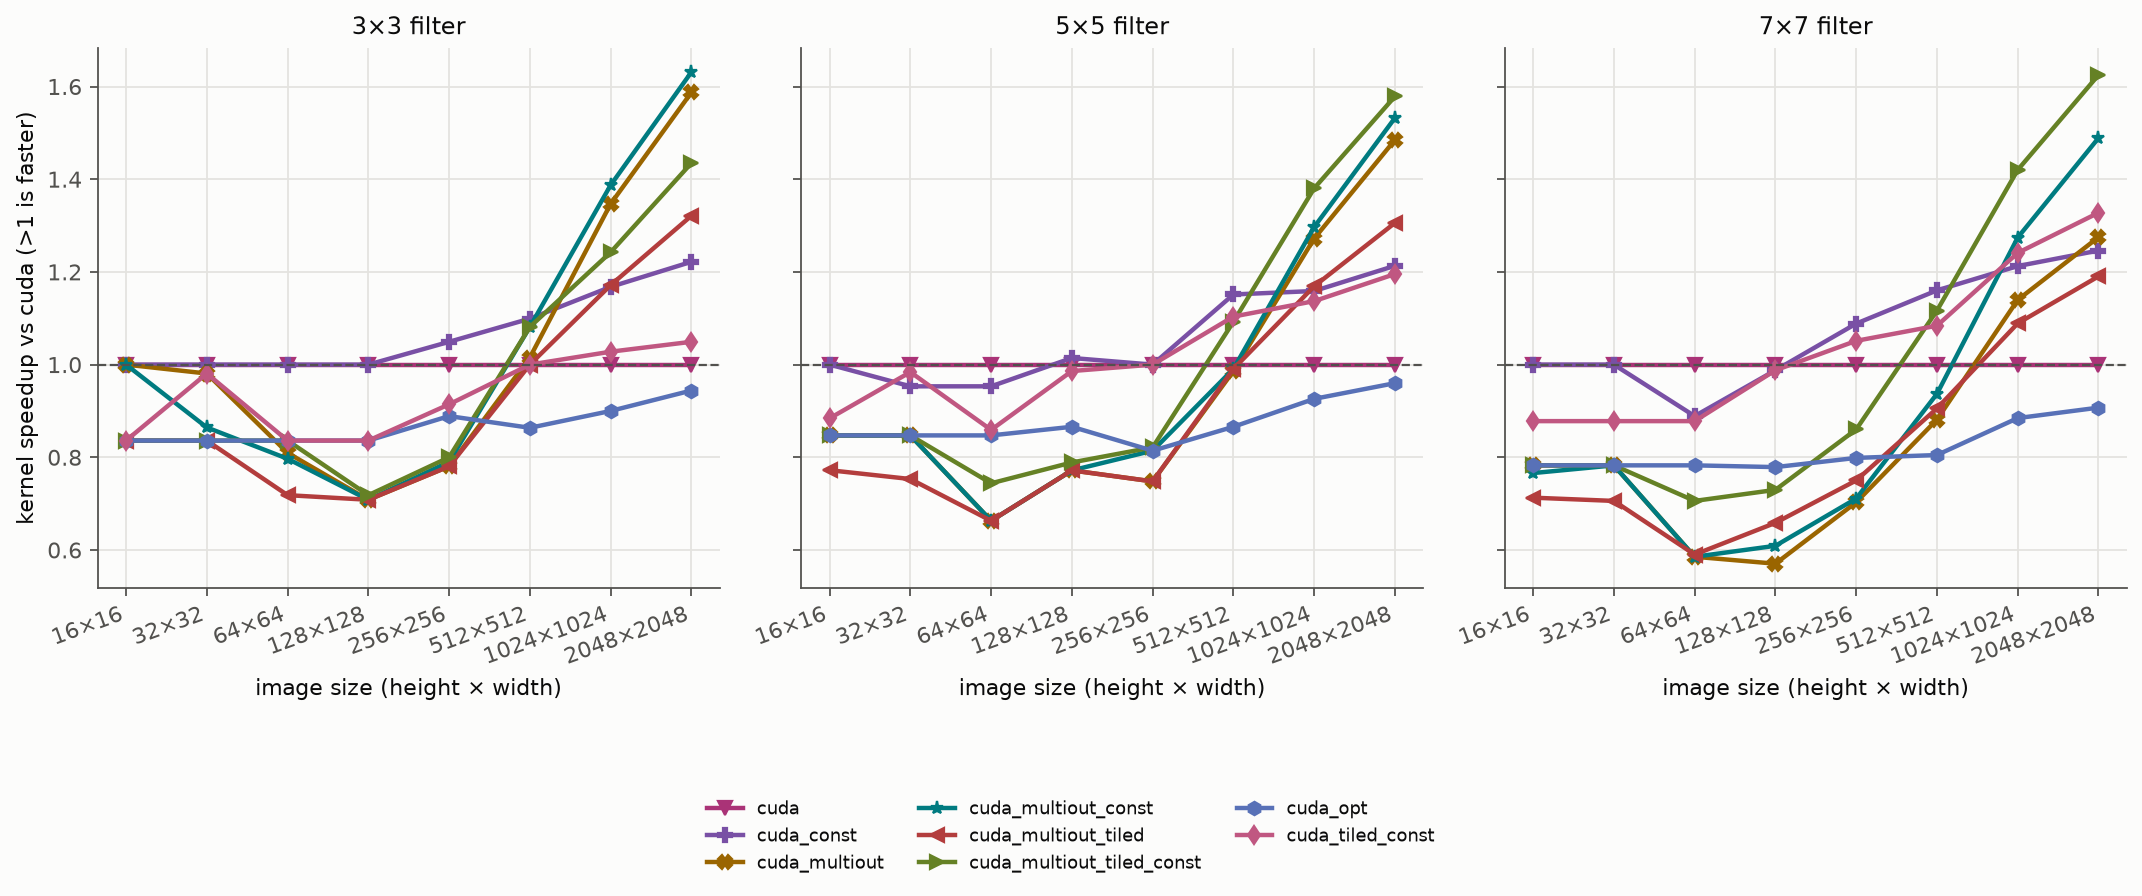 3×3 filter
5×5 filter
7×7 filter
kernel speedup vs cuda (>1 is faster)
1.6
1.4
1.2
1.0
0.8
0.6
16×16
32×32
64×64
128×128
256×256
512×512
1024×1024
2048×2048
16×16
32×32
64×64
128×128
256×256
512×512
1024×1024
2048×2048
16×16
32×32
64×64
128×128
256×256
512×512
1024×1024
2048×2048
image size (height × width)
image size (height × width)
image size (height × width)
cuda
cuda_const
cuda_multiout
cuda_multiout_const
cuda_multiout_tiled
cuda_multiout_tiled_const
cuda_opt
cuda_tiled_const